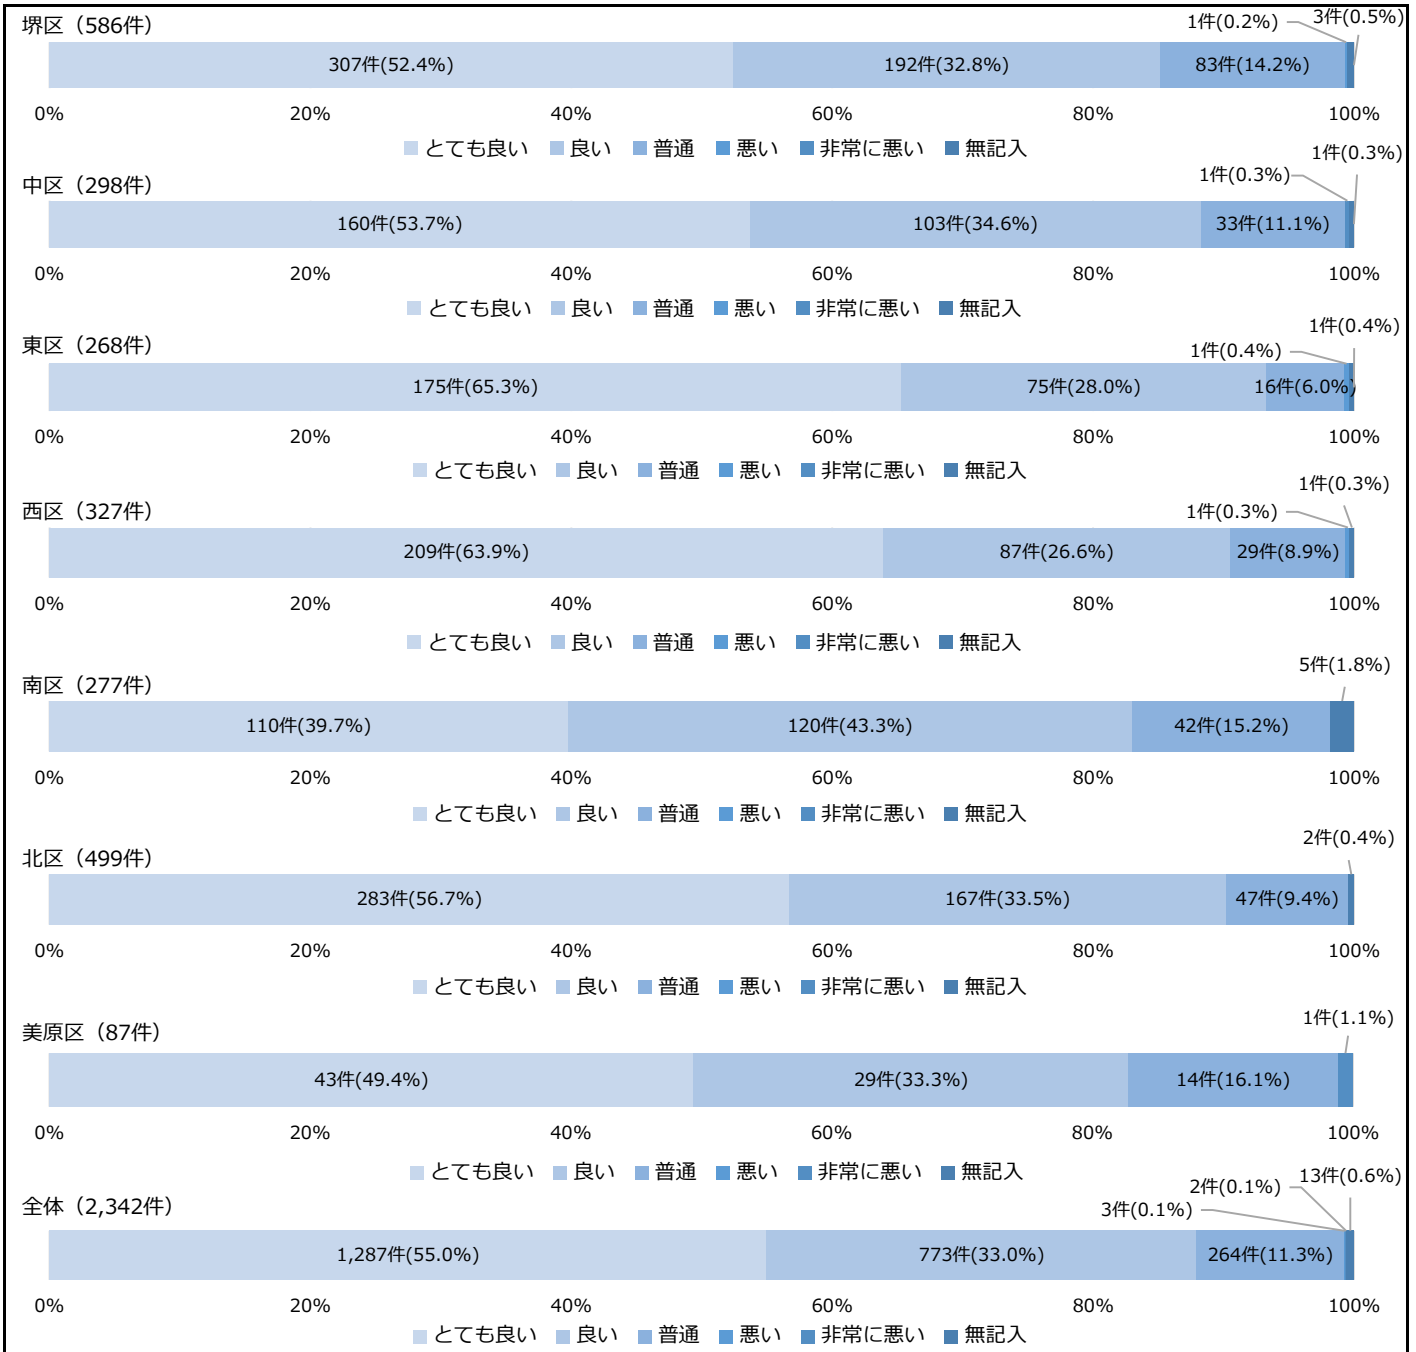 堺区（586件）
1件(0.2%) 3件(0.5%)
307件(52.4%) 192件(32.8%) 83件(14.2%)
0% 20% 40% 60% 80% 100%
とても良い 良い 普通 悪い 非常に悪い 無記入
中区（298件）
1件(0.3%) 1件(0.3%)
160件(53.7%) 103件(34.6%) 33件(11.1%)
0% 20% 40% 60% 80% 100%
とても良い 良い 普通 悪い 非常に悪い 無記入
東区（268件）
1件(0.4%) 1件(0.4%)
175件(65.3%) 75件(28.0%) 16件(6.0%)
0% 20% 40% 60% 80% 100%
とても良い 良い 普通 悪い 非常に悪い 無記入
西区（327件）
1件(0.3%) 1件(0.3%)
209件(63.9%) 87件(26.6%) 29件(8.9%)
0% 20% 40% 60% 80% 100%
とても良い 良い 普通 悪い 非常に悪い 無記入
南区（277件）
5件(1.8%)
110件(39.7%) 120件(43.3%) 42件(15.2%)
0% 20% 40% 60% 80% 100%
とても良い 良い 普通 悪い 非常に悪い 無記入
北区（499件）
2件(0.4%)
283件(56.7%) 167件(33.5%) 47件(9.4%)
0% 20% 40% 60% 80% 100%
とても良い 良い 普通 悪い 非常に悪い 無記入
美原区（87件）
1件(1.1%)
43件(49.4%) 29件(33.3%) 14件(16.1%)
0% 20% 40% 60% 80% 100%
とても良い 良い 普通 悪い 非常に悪い 無記入
全体（2,342件）
3件(0.1%) 2件(0.1%) 13件(0.6%)
1,287件(55.0%) 773件(33.0%) 264件(11.3%)
0% 20% 40% 60% 80% 100%
とても良い 良い 普通 悪い 非常に悪い 無記入